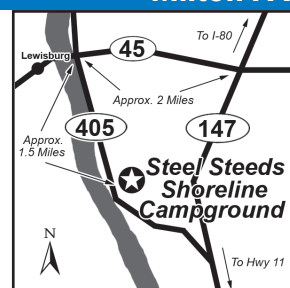 To I-80
Lewisburg
45
Approx. 2 Miles
405
147
Approx.
1.5 Miles
Steel Steeds
Shoreline
Campground
N
To Hwy 11